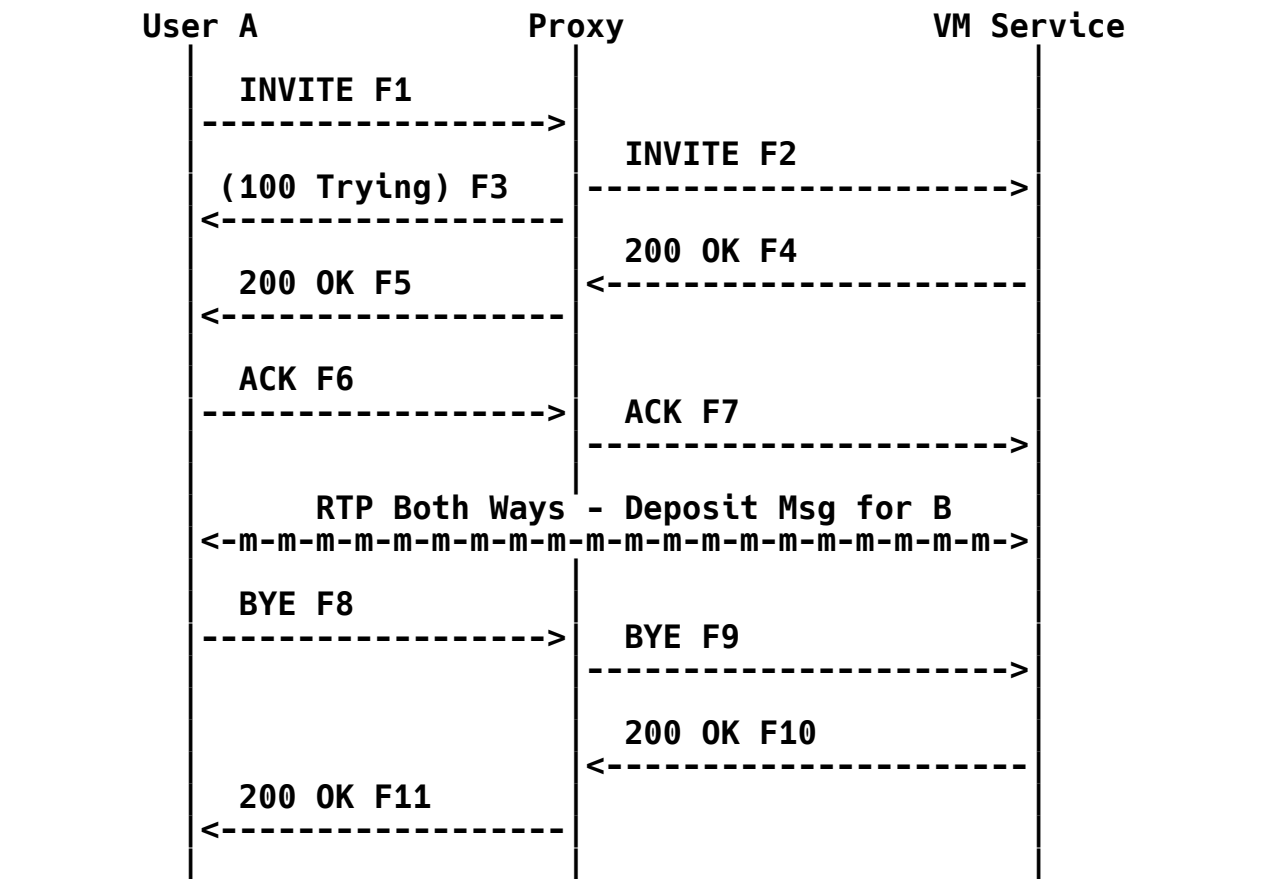 User A Proxy VM Service
INVITE F1
INVITE F2
(100 Trying) F3
200 OK F4
200 OK F5
ACK F6
ACK F7
RTP Both Ways - Deposit Msg for B
<-m-m-m-m-m-m-m-m-m-m-m-m-m-m-m-m-m-m-m-m->
BYE F8
BYE F9
200 OK F10
200 OK F11